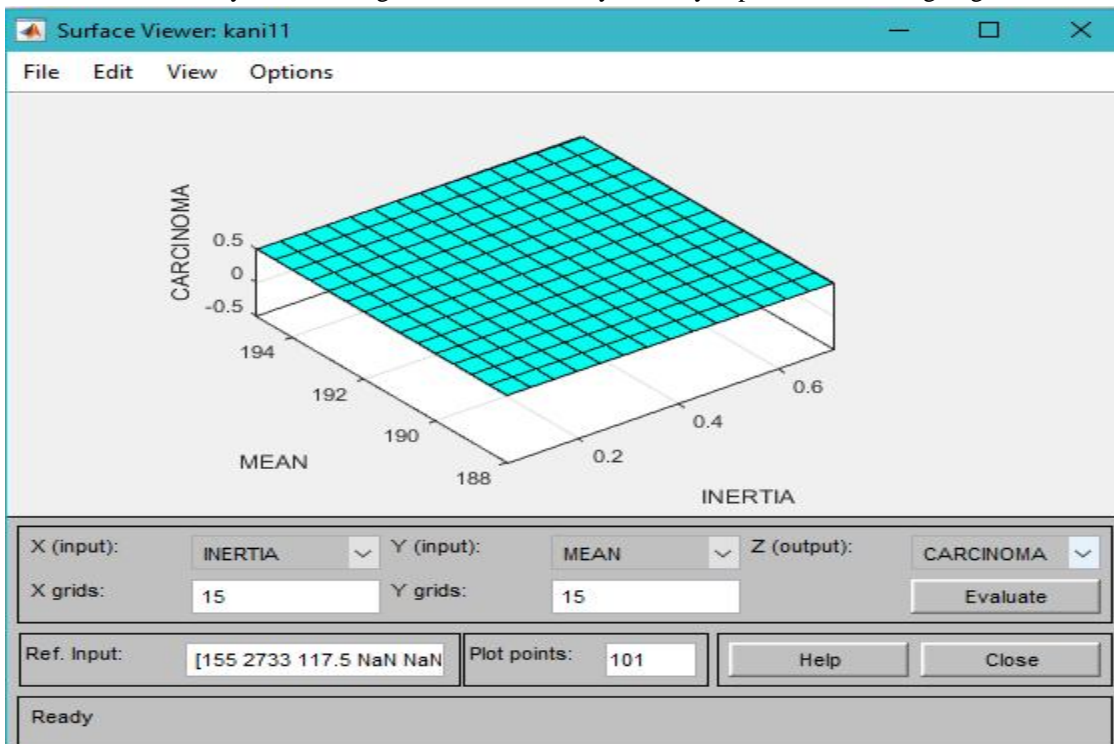 Surface Viewer: kani11
File Edit View Options
CARCINOMA
0.5
0
-0.5
194
192
190
188
MEAN
0.2
0.4
0.6
INERTIA
X (input): INERTIA Y (input): MEAN Z (output): CARCINOMA
X grids: 15 Y grids: 15 Evaluate
Ref. Input: [155 2733 117.5 NaN NaN Plot points: 101 Help Close
Ready